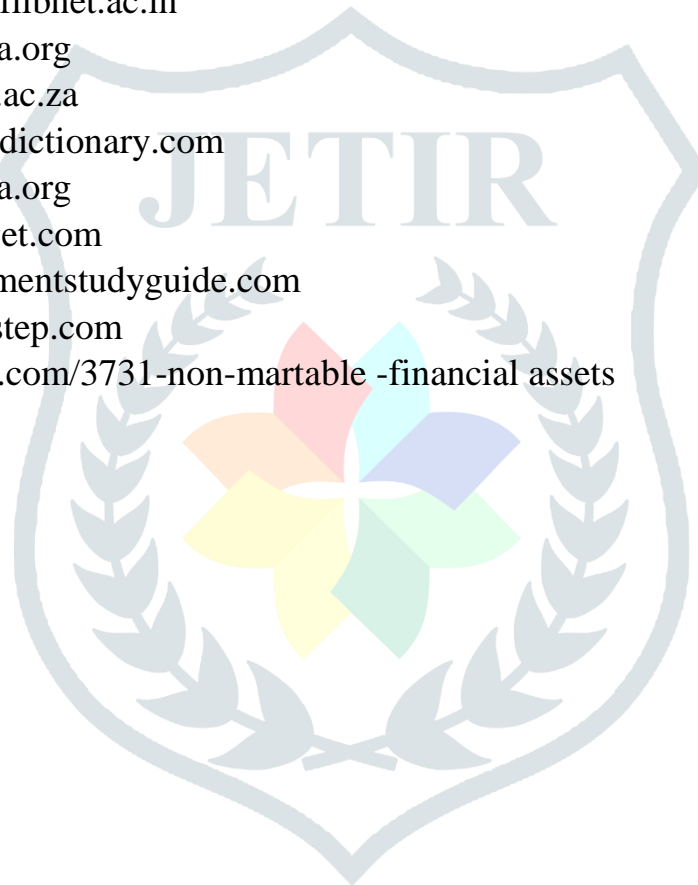 a.org
.ac.za
dictionary.com
JETIR
a.org
et.com
mentstudyguide.com
step.com
.com/3731-non-martable -financial assets